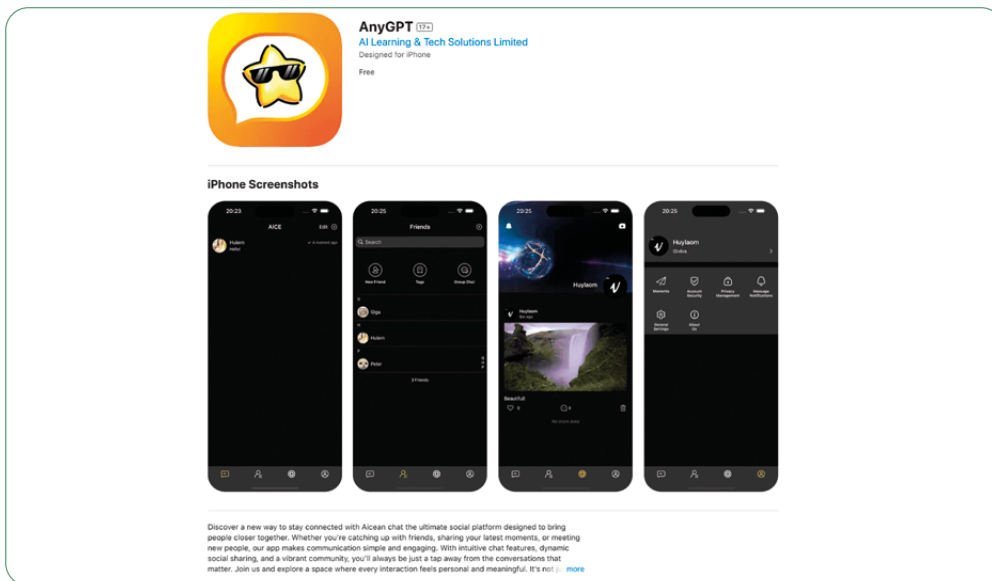 AnyGPT 17+
AI Learning & Tech Solutions Limited
Designed for iPhone
Free
iPhone Screenshots
20:23
AICE
Edit
Hulem
Peter
20:25
Friends
Search
New Friend
Tags
Group Chat
G
Giga
H
Hulem
P
Peter
3 Friends
20:25
Huylaom
Huylaom
Beautiful!
0
0
No more data
20:25
Huylaom
Moments
Account Security
Privacy Management
Message Notifications
General Settings
About Us
Discover a new way to stay connected with Aicean chat the ultimate social platform designed to bring
people closer together. Whether you're catching up with friends, sharing your latest moments, or meeting
new people, our app makes communication simple and engaging. With intuitive chat features, dynamic
social sharing, and a vibrant community, you'll always be just a tap away from the conversations that
matter. Join us and explore a space where every interaction feels personal and meaningful. It's not more